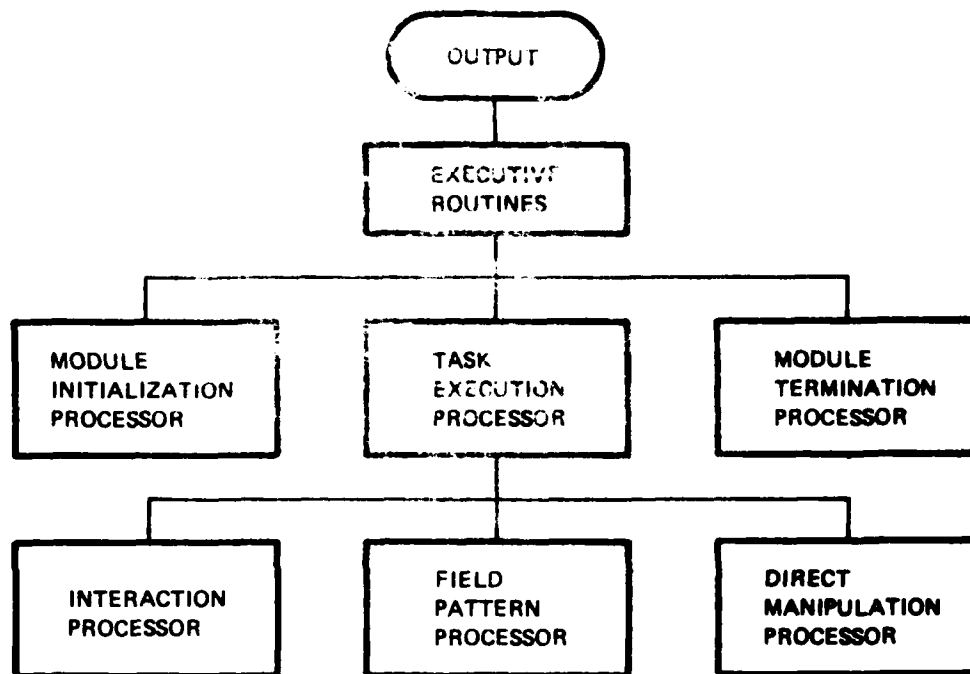 OUTPUT
EXECUTIVE
ROUTINES
MODULE
INITIALIZATION
PROCESSOR
TASK
EXECUTION
PROCESSOR
MODULE
TERMINATION
PROCESSOR
INTERACTION
PROCESSOR
FIELD
PATTERN
PROCESSOR
DIRECT
MANIPULATION
PROCESSOR